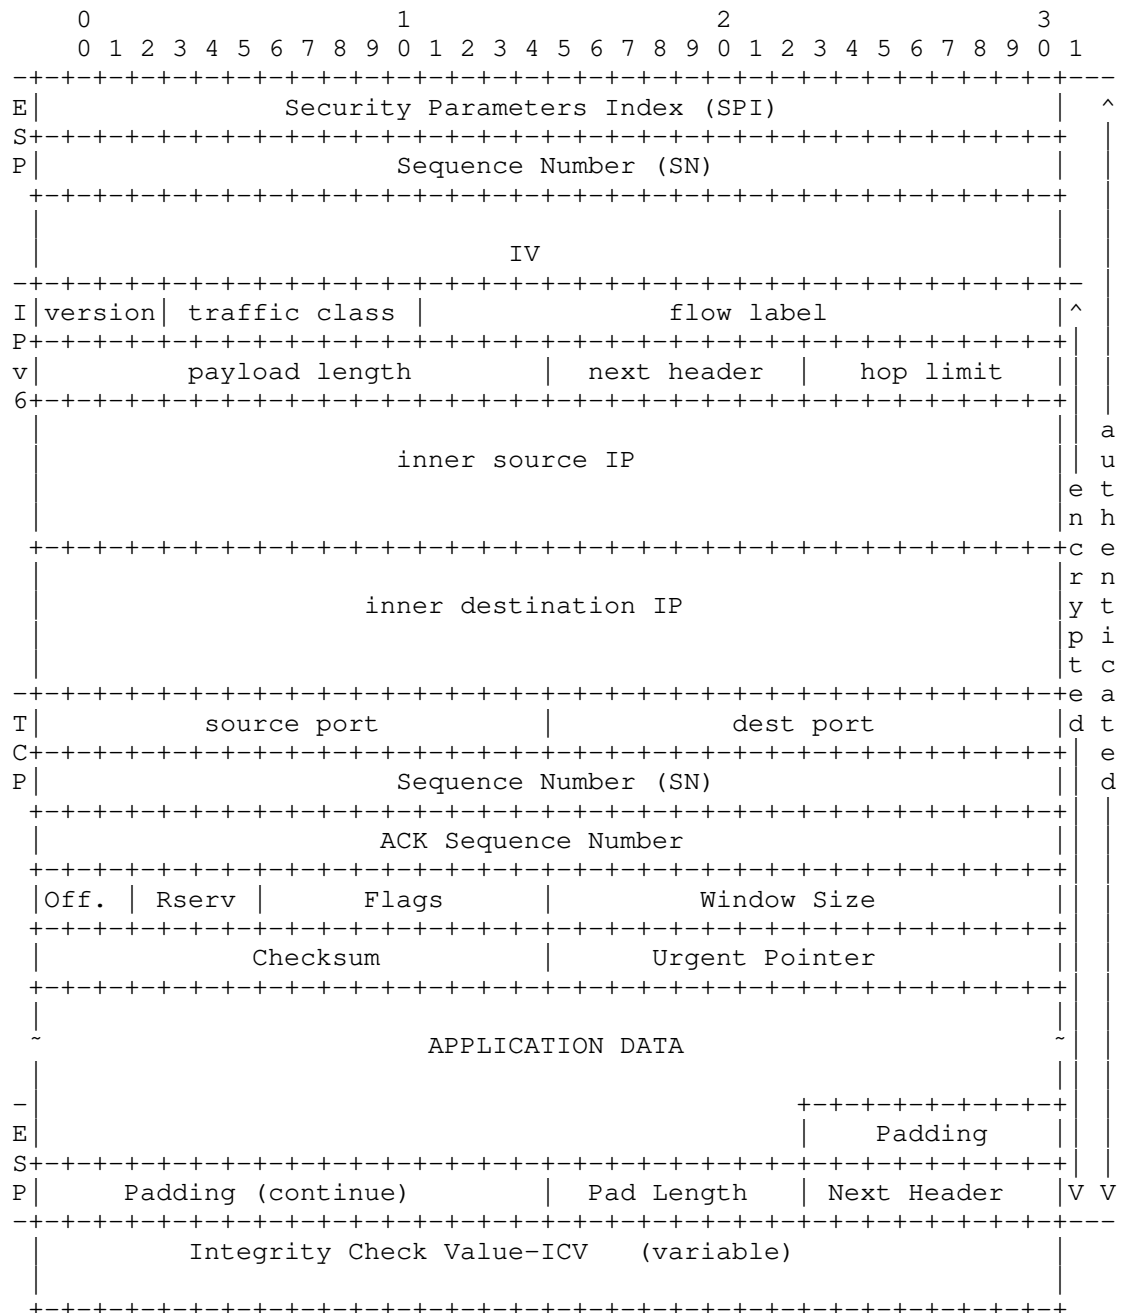 0                   1                   2                   3
     0 1 2 3 4 5 6 7 8 9 0 1 2 3 4 5 6 7 8 9 0 1 2 3 4 5 6 7 8 9 0 1
-+-+-+-+-+-+-+-+-+-+-+-+-+-+-+-+-+-+-+-+-+-+-+-+-+-+-+-+-+-+-+-+-+---
E|               Security Parameters Index (SPI)                 |  ^
S+-+-+-+-+-+-+-+-+-+-+-+-+-+-+-+-+-+-+-+-+-+-+-+-+-+-+-+-+-+-+-+-+  |
P|                      Sequence Number (SN)                     |  |
 +-+-+-+-+-+-+-+-+-+-+-+-+-+-+-+-+-+-+-+-+-+-+-+-+-+-+-+-+-+-+-+-+  |
 |                                                               |  |
 |                             IV                                |  |
-+-+-+-+-+-+-+-+-+-+-+-+-+-+-+-+-+-+-+-+-+-+-+-+-+-+-+-+-+-+-+-+-+- |
I|version| traffic class |               flow label              |^ |
P+-+-+-+-+-+-+-+-+-+-+-+-+-+-+-+-+-+-+-+-+-+-+-+-+-+-+-+-+-+-+-+-+| |
v|         payload length        |  next header  |   hop limit   || |
6+-+-+-+-+-+-+-+-+-+-+-+-+-+-+-+-+-+-+-+-+-+-+-+-+-+-+-+-+-+-+-+-+| |
 |                                                               || a
 |                      inner source IP                          || u
 |                                                               |e t
 |                                                               |n h
 +-+-+-+-+-+-+-+-+-+-+-+-+-+-+-+-+-+-+-+-+-+-+-+-+-+-+-+-+-+-+-+-+c e
 |                                                               |r n
 |                    inner destination IP                       |y t
 |                                                               |p i
 |                                                               |t c
-+-+-+-+-+-+-+-+-+-+-+-+-+-+-+-+-+-+-+-+-+-+-+-+-+-+-+-+-+-+-+-+-+e a
T|          source port          |           dest port           |d t
C+-+-+-+-+-+-+-+-+-+-+-+-+-+-+-+-+-+-+-+-+-+-+-+-+-+-+-+-+-+-+-+-+| e
P|                      Sequence Number (SN)                     || d
 +-+-+-+-+-+-+-+-+-+-+-+-+-+-+-+-+-+-+-+-+-+-+-+-+-+-+-+-+-+-+-+-+| |
 |                     ACK Sequence Number                       || |
 +-+-+-+-+-+-+-+-+-+-+-+-+-+-+-+-+-+-+-+-+-+-+-+-+-+-+-+-+-+-+-+-+| |
 |Off. | Rserv |      Flags      |         Window Size           || |
 +-+-+-+-+-+-+-+-+-+-+-+-+-+-+-+-+-+-+-+-+-+-+-+-+-+-+-+-+-+-+-+-+| |
 |             Checksum          |      Urgent Pointer           || |
 +-+-+-+-+-+-+-+-+-+-+-+-+-+-+-+-+-+-+-+-+-+-+-+-+-+-+-+-+-+-+-+-+| |
 |                                                               || |
 ~                        APPLICATION DATA                       ~| |
 |                                                               || |
-|                                               +-+-+-+-+-+-+-+-+| |
E|                                               |    Padding    || |
S+-+-+-+-+-+-+-+-+-+-+-+-+-+-+-+-+-+-+-+-+-+-+-+-+-+-+-+-+-+-+-+-+| |
P|     Padding (continue)        |  Pad Length   | Next Header   |V V
-+-+-+-+-+-+-+-+-+-+-+-+-+-+-+-+-+-+-+-+-+-+-+-+-+-+-+-+-+-+-+-+-+---
 |         Integrity Check Value-ICV   (variable)                |
 |                                                               |
 +-+-+-+-+-+-+-+-+-+-+-+-+-+-+-+-+-+-+-+-+-+-+-+-+-+-+-+-+-+-+-+-+